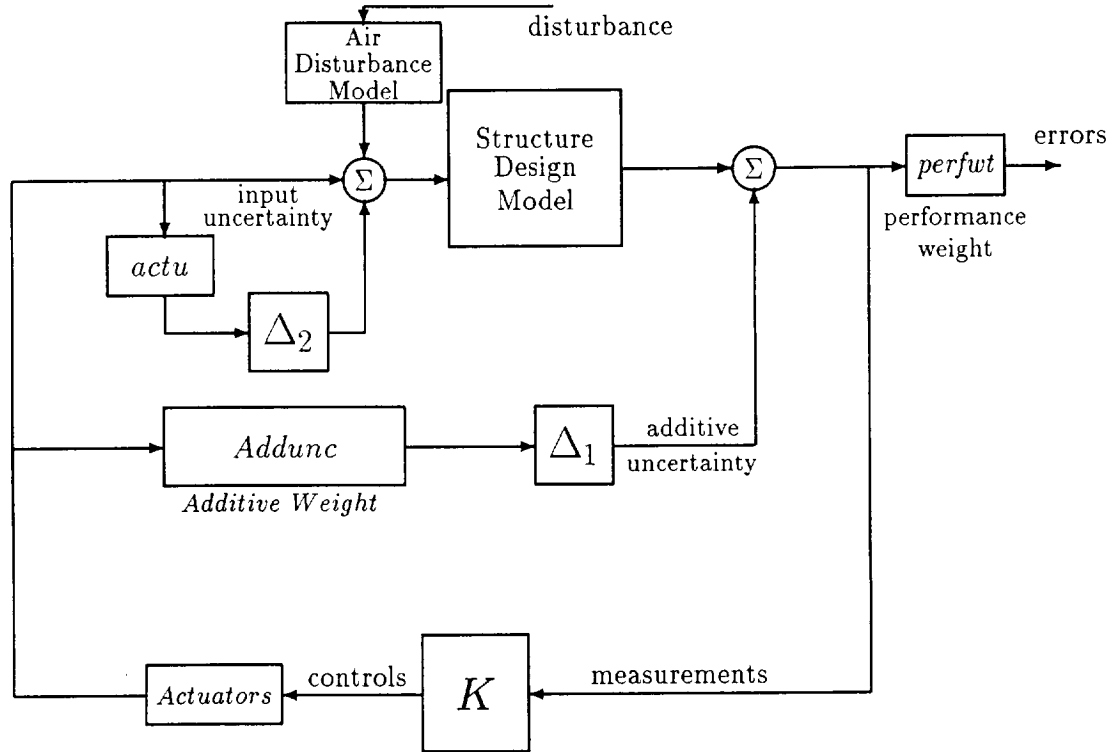 disturbance
Air
Disturbance
Model
Structure
Design
Model
Σ
Σ
errors
perfwt
performance
weight
input
uncertainty
actu
Δ2
Addunc
Additive Weight
Δ1
additive
uncertainty
Actuators
controls
K
measurements